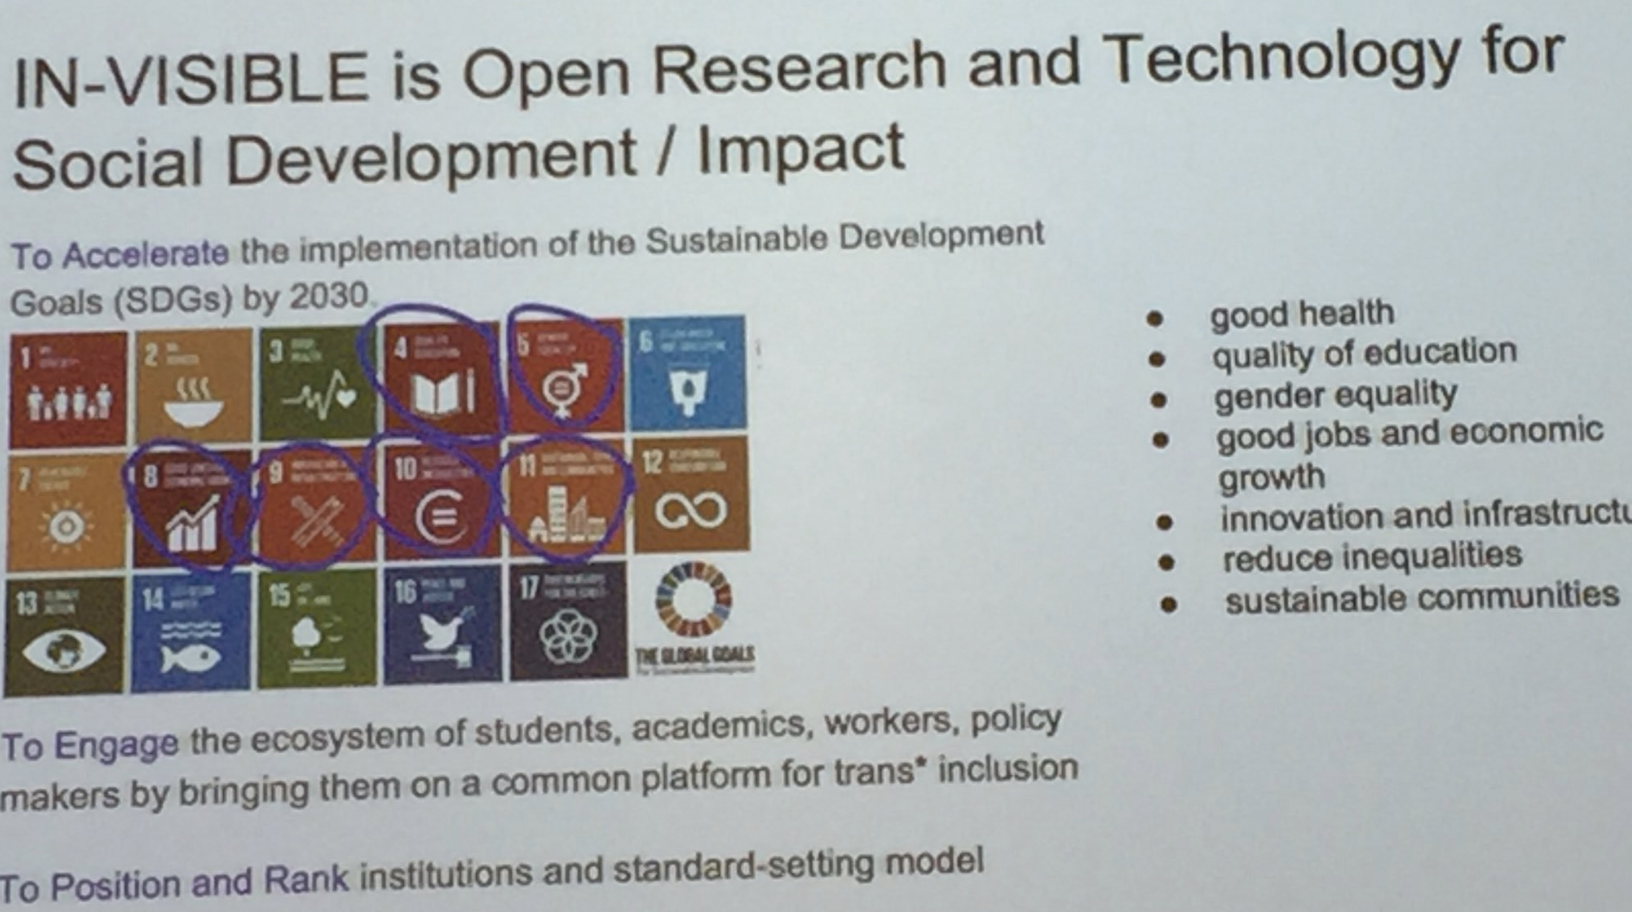 IN-VISIBLE is Open Research and Technology for
Social Development / Impact
To Accelerate the implementation of the Sustainable Development
Goals (SDGs) by 2030.
1
2
3
4
5
6
7
8
9
10
11
12
13
14
15
16
17
THE GLOBAL GOALS
good health
quality of education
gender equality
good jobs and economic
growth
innovation and infrastructu
reduce inequalities
sustainable communities
To Engage the ecosystem of students, academics, workers, policy
makers by bringing them on a common platform for trans* inclusion
To Position and Rank institutions and standard-setting model